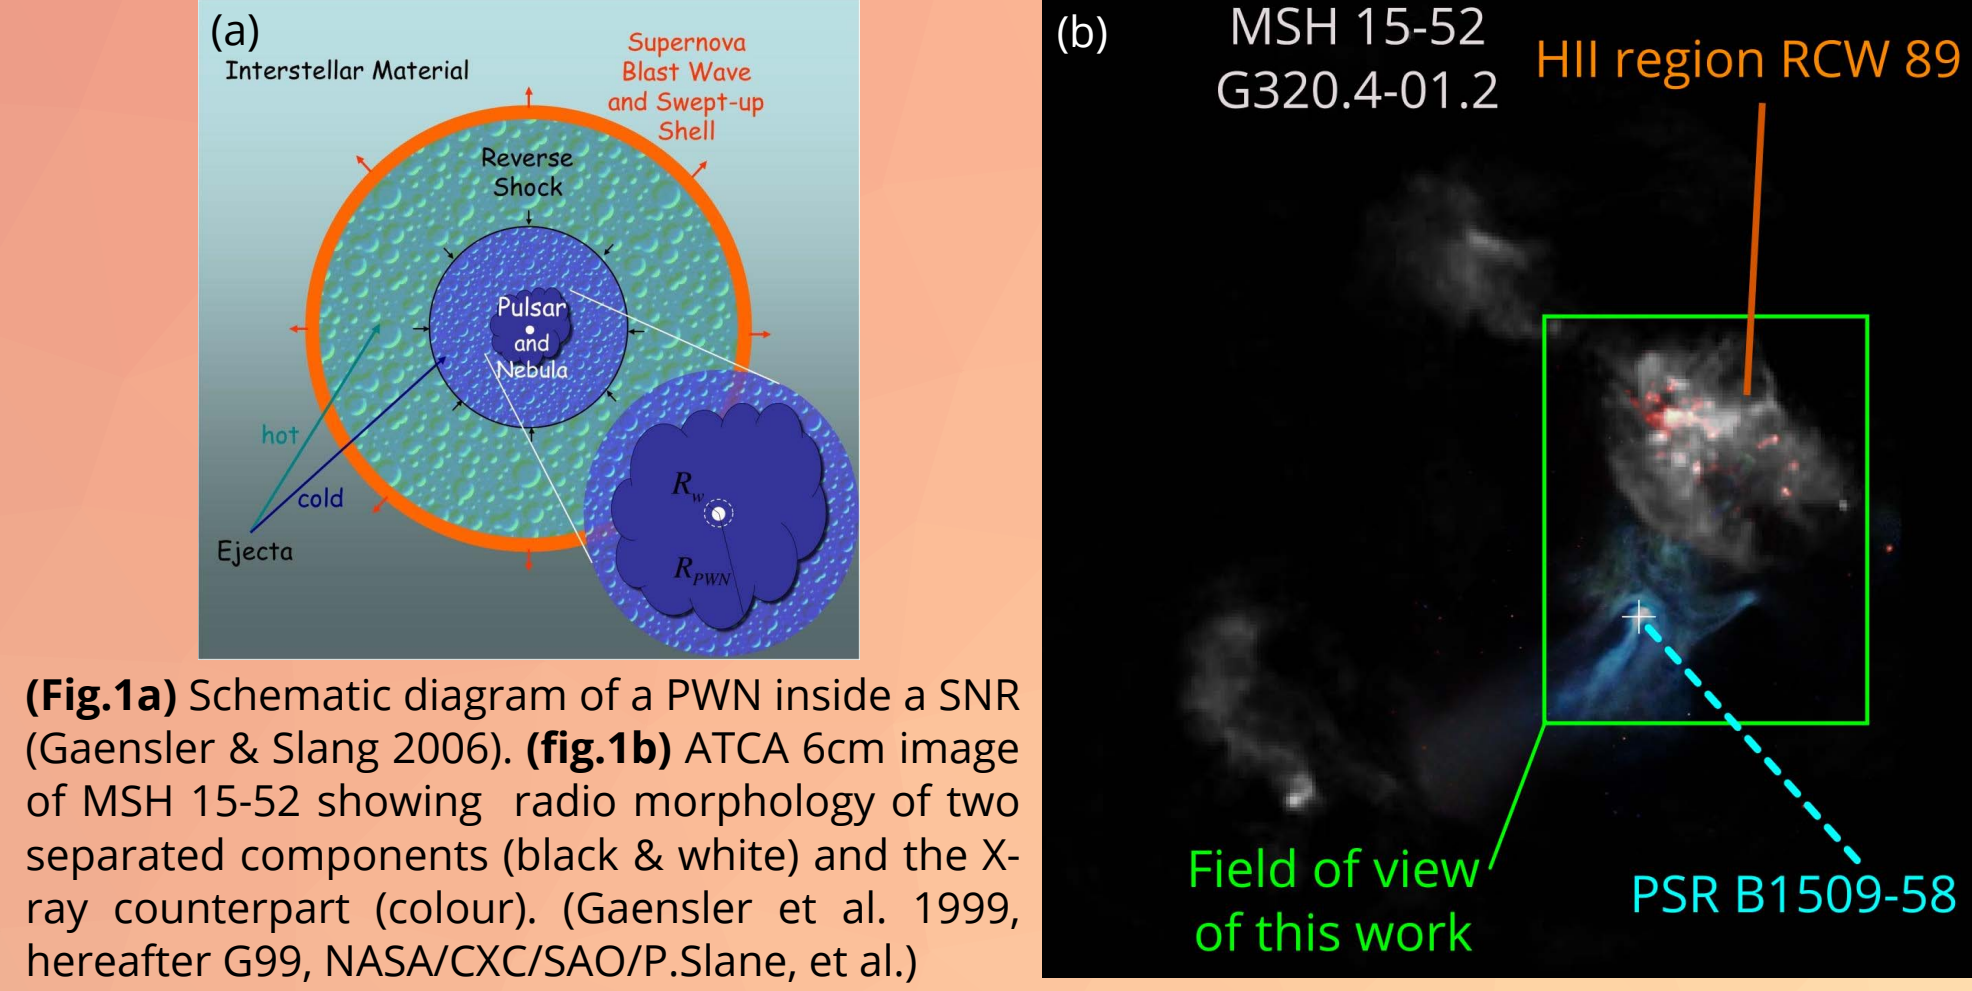 (a)
Interstellar Material
Supernova
Blast Wave
and Swept-up
Shell
Reverse
Shock
Pulsar
and
Nebula
hot
cold
Ejecta
R_w
R_PWN
(b)
MSH 15-52
G320.4-01.2
HII region RCW 89
Field of view
of this work
PSR B1509-58
(Fig.1a) Schematic diagram of a PWN inside a SNR
(Gaensler & Slang 2006). (fig.1b) ATCA 6cm image
of MSH 15-52 showing radio morphology of two
separated components (black & white) and the X-
ray counterpart (colour). (Gaensler et al. 1999,
hereafter G99, NASA/CXC/SAO/P.Slane, et al.)